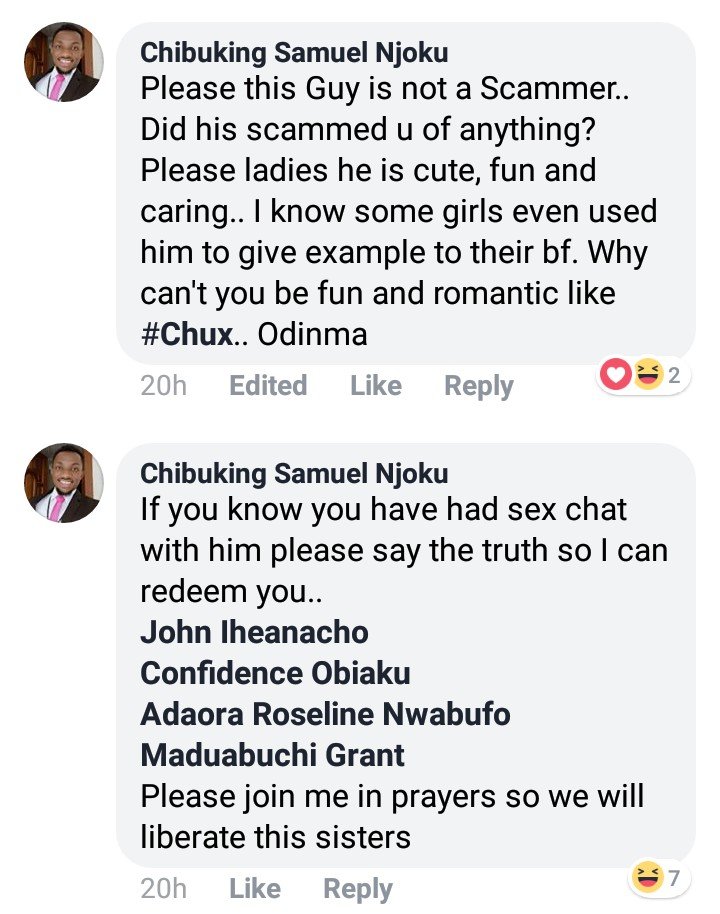 Chibuking Samuel Njoku
Please this Guy is not a Scammer..
Did his scammed u of anything?
Please ladies he is cute, fun and
caring.. I know some girls even used
him to give example to their bf. Why
can't you be fun and romantic like
#Chux.. Odinma
20h Edited Like Reply 2
Chibuking Samuel Njoku
If you know you have had sex chat
with him please say the truth so I can
redeem you..
John Iheanacho
Confidence Obiaku
Adaora Roseline Nwabufo
Maduabuchi Grant
Please join me in prayers so we will
liberate this sisters
20h Like Reply 7